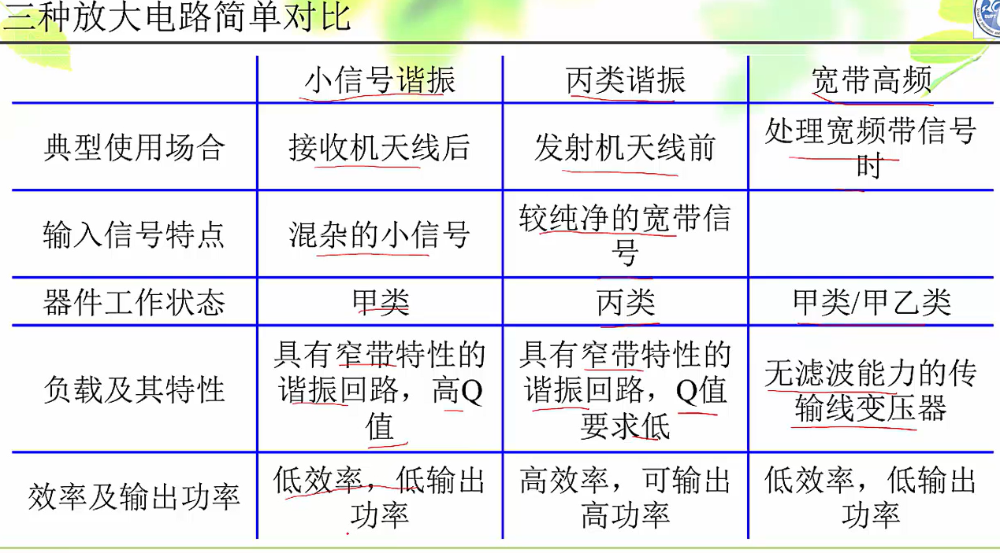 三种放大电路简单对比
小信号谐振
丙类谐振
宽带高频
典型使用场合
接收机天线后
发射机天线前
处理宽频带信号
时
输入信号特点
混杂的小信号
较纯净的宽带信
号
器件工作状态
甲类
丙类
甲类/甲乙类
负载及其特性
具有窄带特性的
谐振回路，高Q
值
具有窄带特性的
谐振回路，Q值
要求低
无滤波能力的传
输线变压器
效率及输出功率
低效率，低输出
功率
高效率，可输出
高功率
低效率，低输出
功率